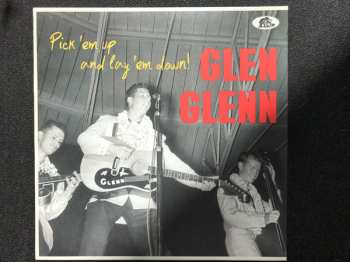 Pick 'em up
and lay 'em down!
GLEN
GLENN
GLENN